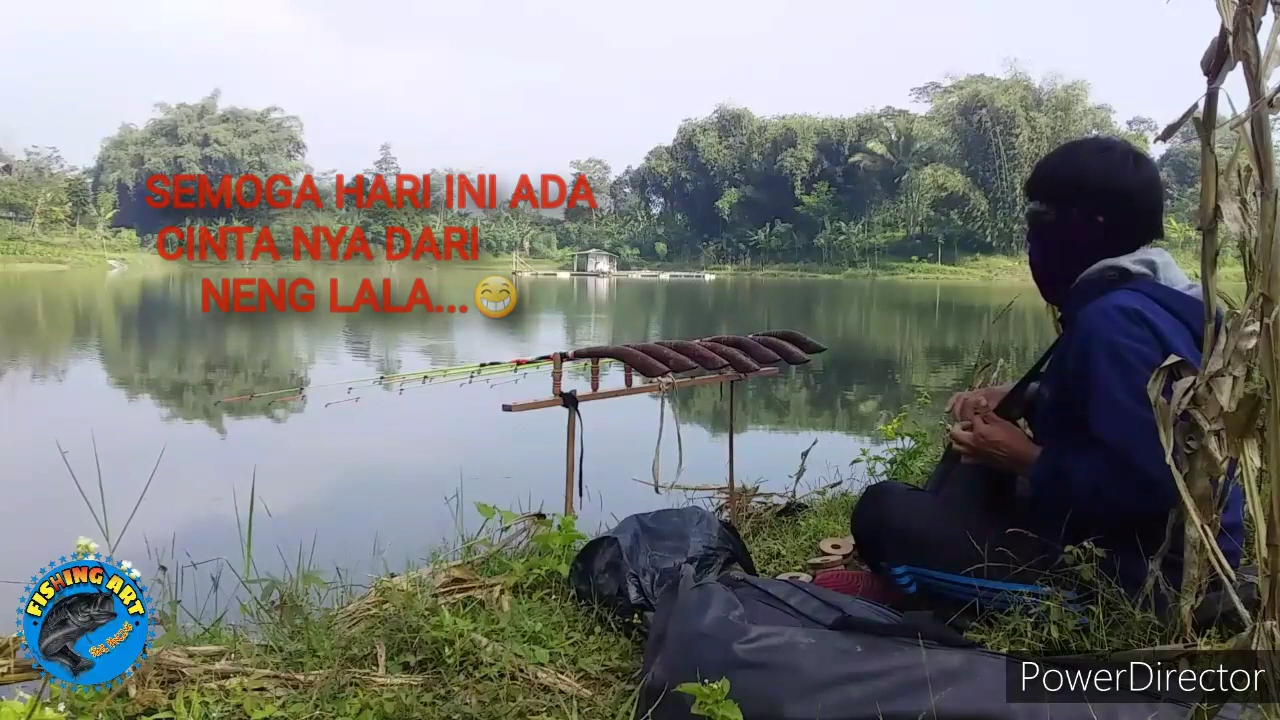 SEMOGA HARI INI ADA
CINTA NYA DARI
NENG LALA...😁
FISHING ART
PowerDirector